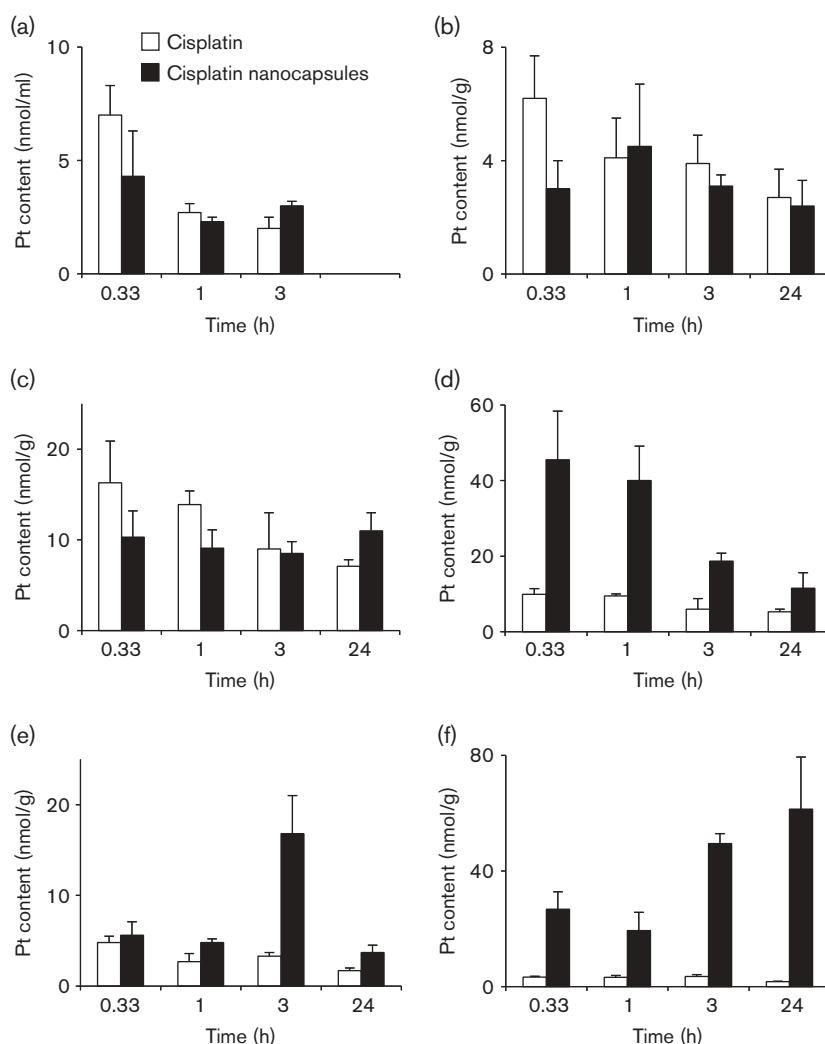 (a)
Cisplatin
Cisplatin nanocapsules
10
5
0
Pt content (nmol/ml)
0.33 1 3
Time (h)
(b)
8
4
0
Pt content (nmol/g)
0.33 1 3 24
Time (h)
(c)
20
10
0
Pt content (nmol/g)
0.33 1 3 24
Time (h)
(d)
60
40
20
0
Pt content (nmol/g)
0.33 1 3 24
Time (h)
(e)
20
10
0
Pt content (nmol/g)
0.33 1 3 24
Time (h)
(f)
80
40
0
Pt content (nmol/g)
0.33 1 3 24
Time (h)